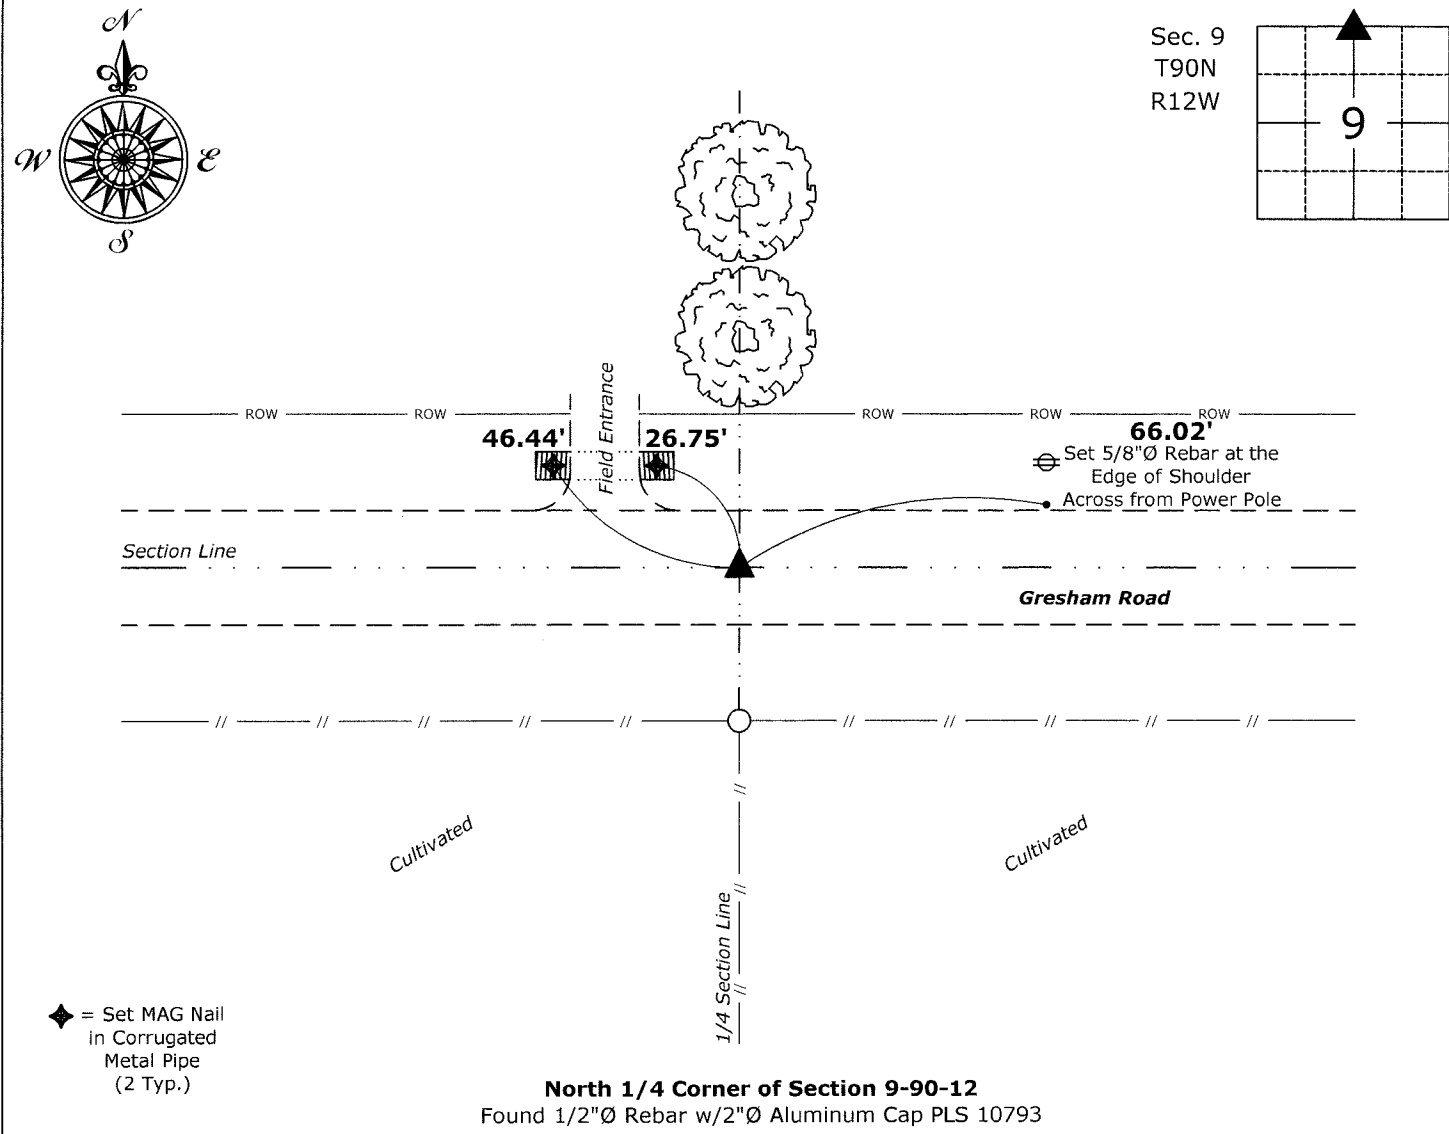 N
W
E
S
Sec. 9
T90N
R12W
9
ROW
ROW
ROW
ROW
ROW
Field Entrance
46.44'
26.75'
66.02'
Set 5/8"Ø Rebar at the
Edge of Shoulder
Across from Power Pole
Section Line
Gresham Road
Cultivated
Cultivated
1/4 Section Line
= Set MAG Nail
in Corrugated
Metal Pipe
(2 Typ.)
North 1/4 Corner of Section 9-90-12
Found 1/2"Ø Rebar w/2"Ø Aluminum Cap PLS 10793